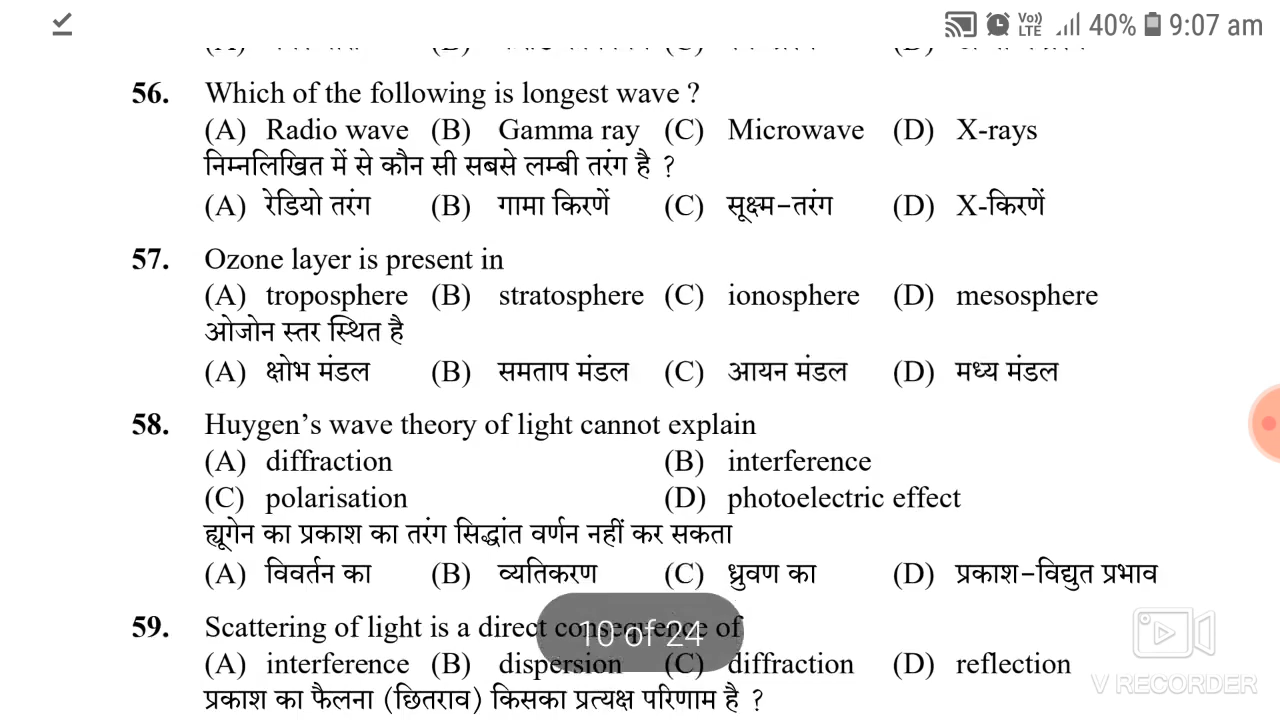 Vo)) LTE 40% 9:07 am
56. Which of the following is longest wave ?
(A) Radio wave (B) Gamma ray (C) Microwave (D) X-rays
निम्नलिखित में से कौन सी सबसे लम्बी तरंग है ?
(A) रेडियो तरंग (B) गामा किरणें (C) सूक्ष्म-तरंग (D) X-किरणें
57. Ozone layer is present in
(A) troposphere (B) stratosphere (C) ionosphere (D) mesosphere
ओजोन स्तर स्थित है
(A) क्षोभ मंडल (B) समताप मंडल (C) आयन मंडल (D) मध्य मंडल
58. Huygen’s wave theory of light cannot explain
(A) diffraction (B) interference
(C) polarisation (D) photoelectric effect
ह्यूगेन का प्रकाश का तरंग सिद्धांत वर्णन नहीं कर सकता
(A) विवर्तन का (B) व्यतिकरण (C) ध्रुवण का (D) प्रकाश-विद्युत प्रभाव
59. Scattering of light is a direct consequence of
10 of 24
(A) interference (B) dispersion (C) diffraction (D) reflection
प्रकाश का फैलना (छितराव) किसका प्रत्यक्ष परिणाम है ?
V RECORDER